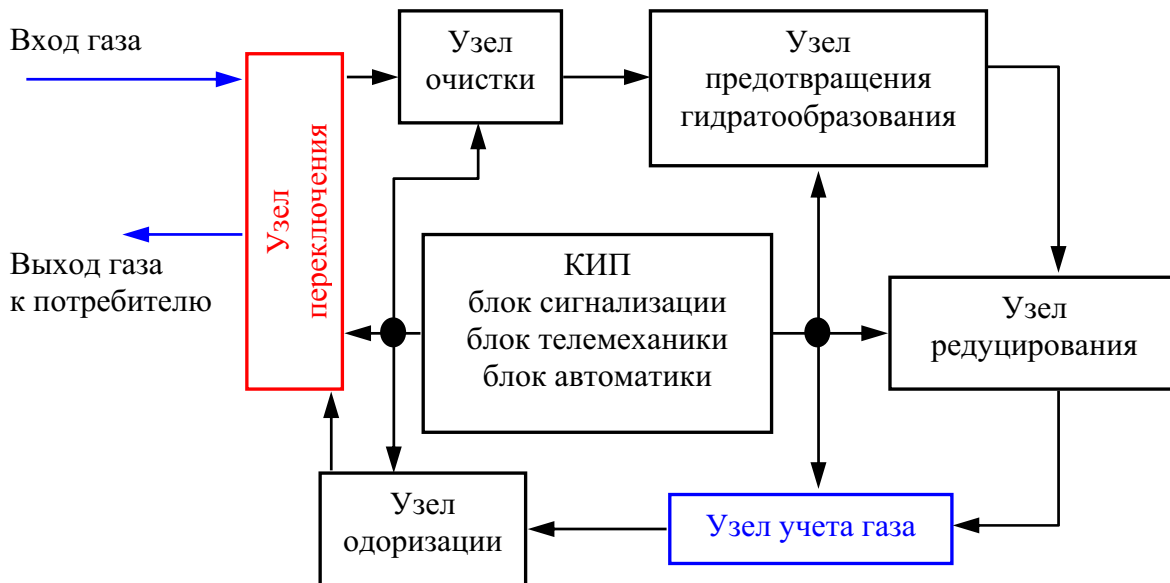 Вход газа
Узел
очистки
Узел
предотвращения
гидратообразования
Узел
переключения
Выход газа
к потребителю
КИП
блок сигнализации
блок телемеханики
блок автоматики
Узел
редуцирования
Узел
одоризации
Узел учета газа